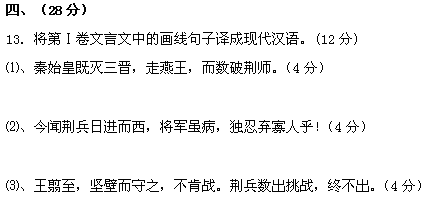 四、（28分）
13．将第Ⅰ卷文言文中的画线句子译成现代汉语。(12分)
⑴、秦始皇既灭三晋，走燕王，而数破荆师。（4分）
⑵、今闻荆兵日进而西，将军虽病，独忍弃寡人乎!（4分）
⑶、王翦至，坚壁而守之，不肯战。荆兵数出挑战，终不出。（4分）